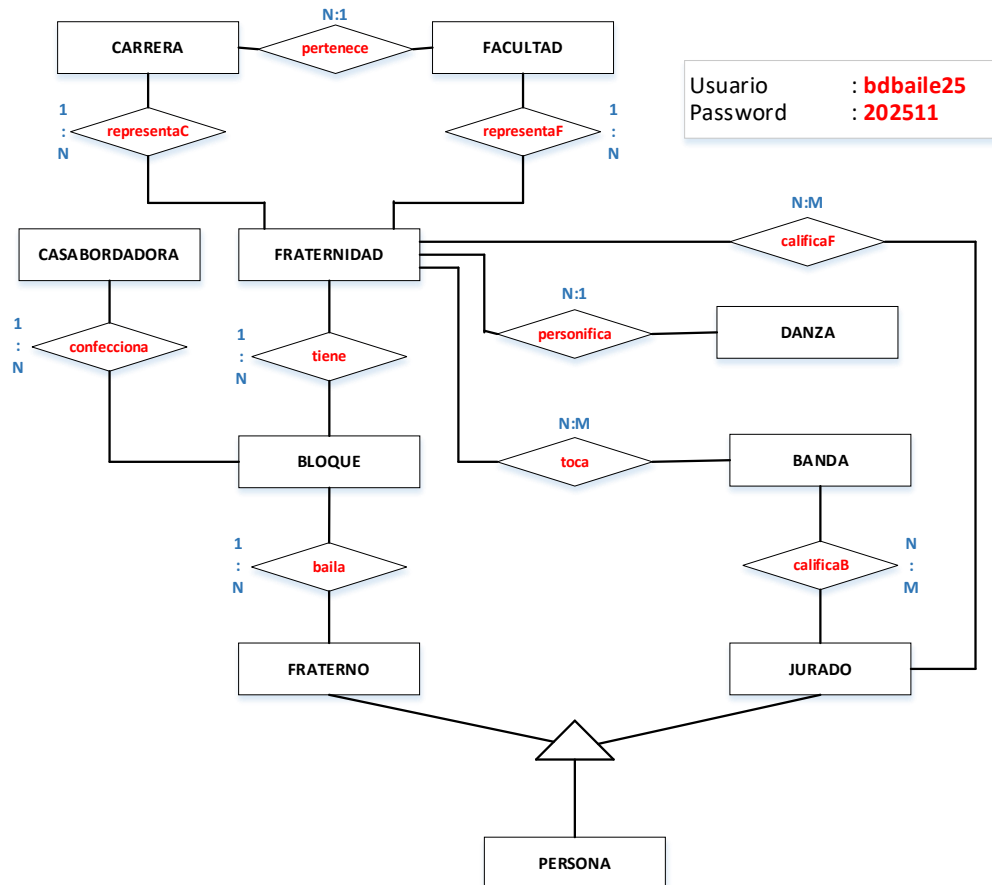 N:1
CARRERA
pertenece
FACULTAD
Usuario : bdbaile25
Password : 202511
1
:
N
representaC
representaF
1
:
N
N:M
calificaF
CASABORDADORA
FRATERNIDAD
N:1
personifica
DANZA
1
:
N
confecciona
1
:
N
tiene
N:M
toca
BLOQUE
BANDA
1
:
N
baila
calificaB
N
:
M
FRATERNO
JURADO
PERSONA